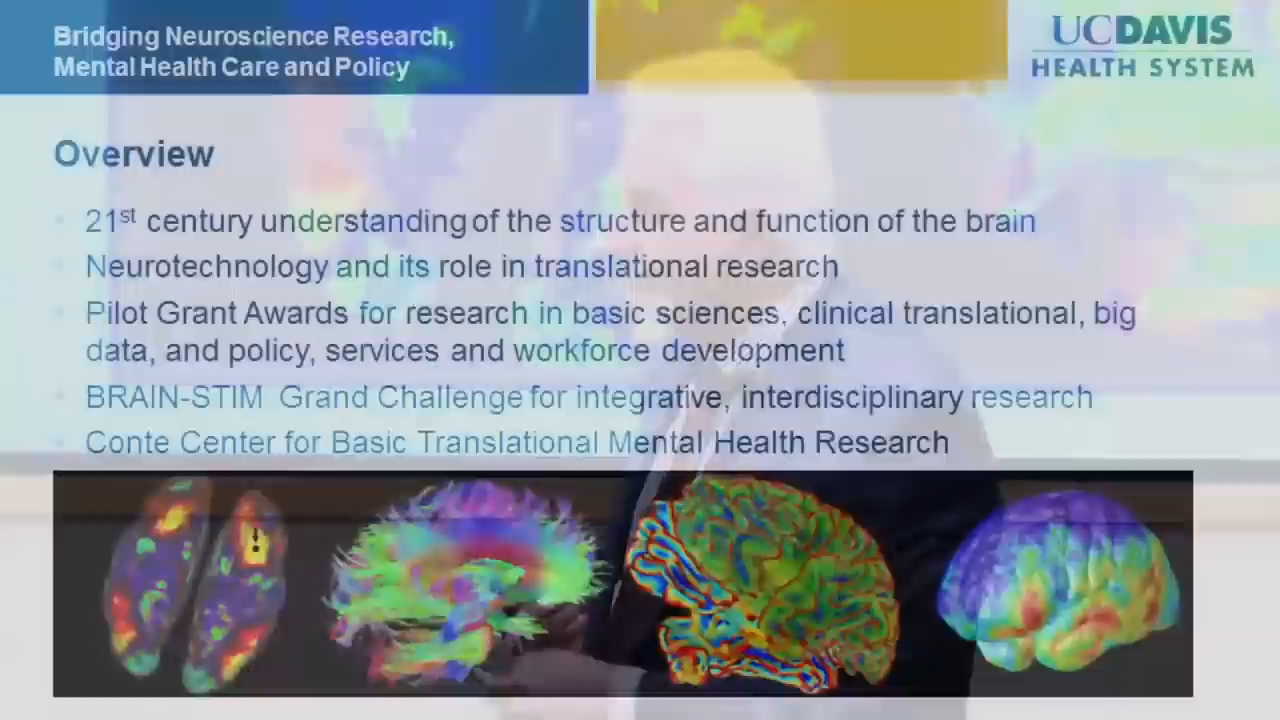 Bridging Neuroscience Research,
Mental Health Care and Policy
UCDAVIS
HEALTH SYSTEM
Overview
21st century understanding of the structure and function of the brain
Neurotechnology and its role in translational research
Pilot Grant Awards for research in basic sciences, clinical translational, big
data, and policy, services and workforce development
BRAIN-STIM Grand Challenge for integrative, interdisciplinary research
Conte Center for Basic Translational Mental Health Research